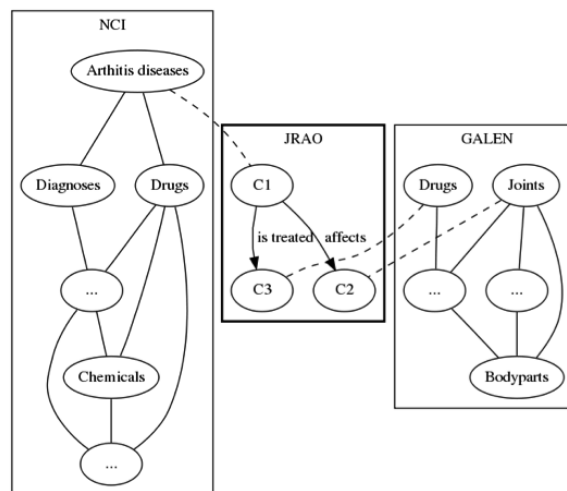 NCI
Arthitis diseases
Diagnoses
Drugs
...
Chemicals
...
JRAO
C1
is treated
affects
C3
C2
GALEN
Drugs
Joints
...
...
Bodyparts